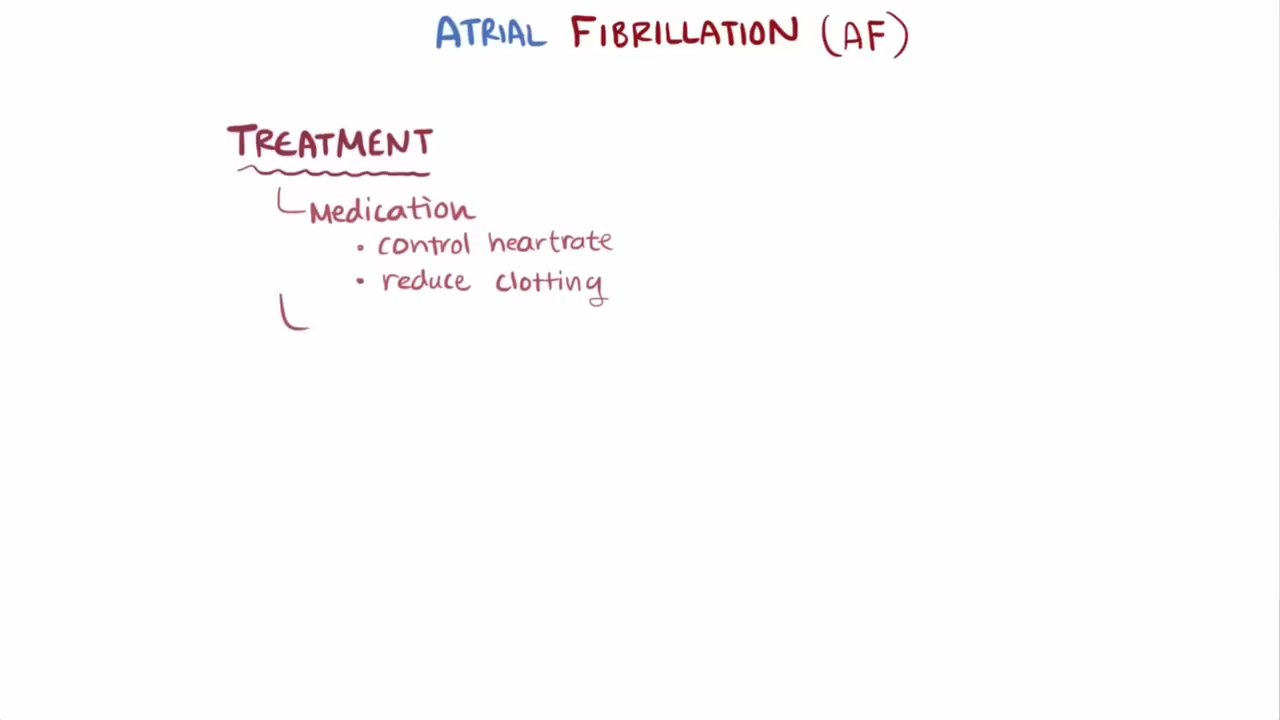 ATRIAL FIBRILLATION (AF)
TREATMENT
Medication
• control heartrate
• reduce clotting